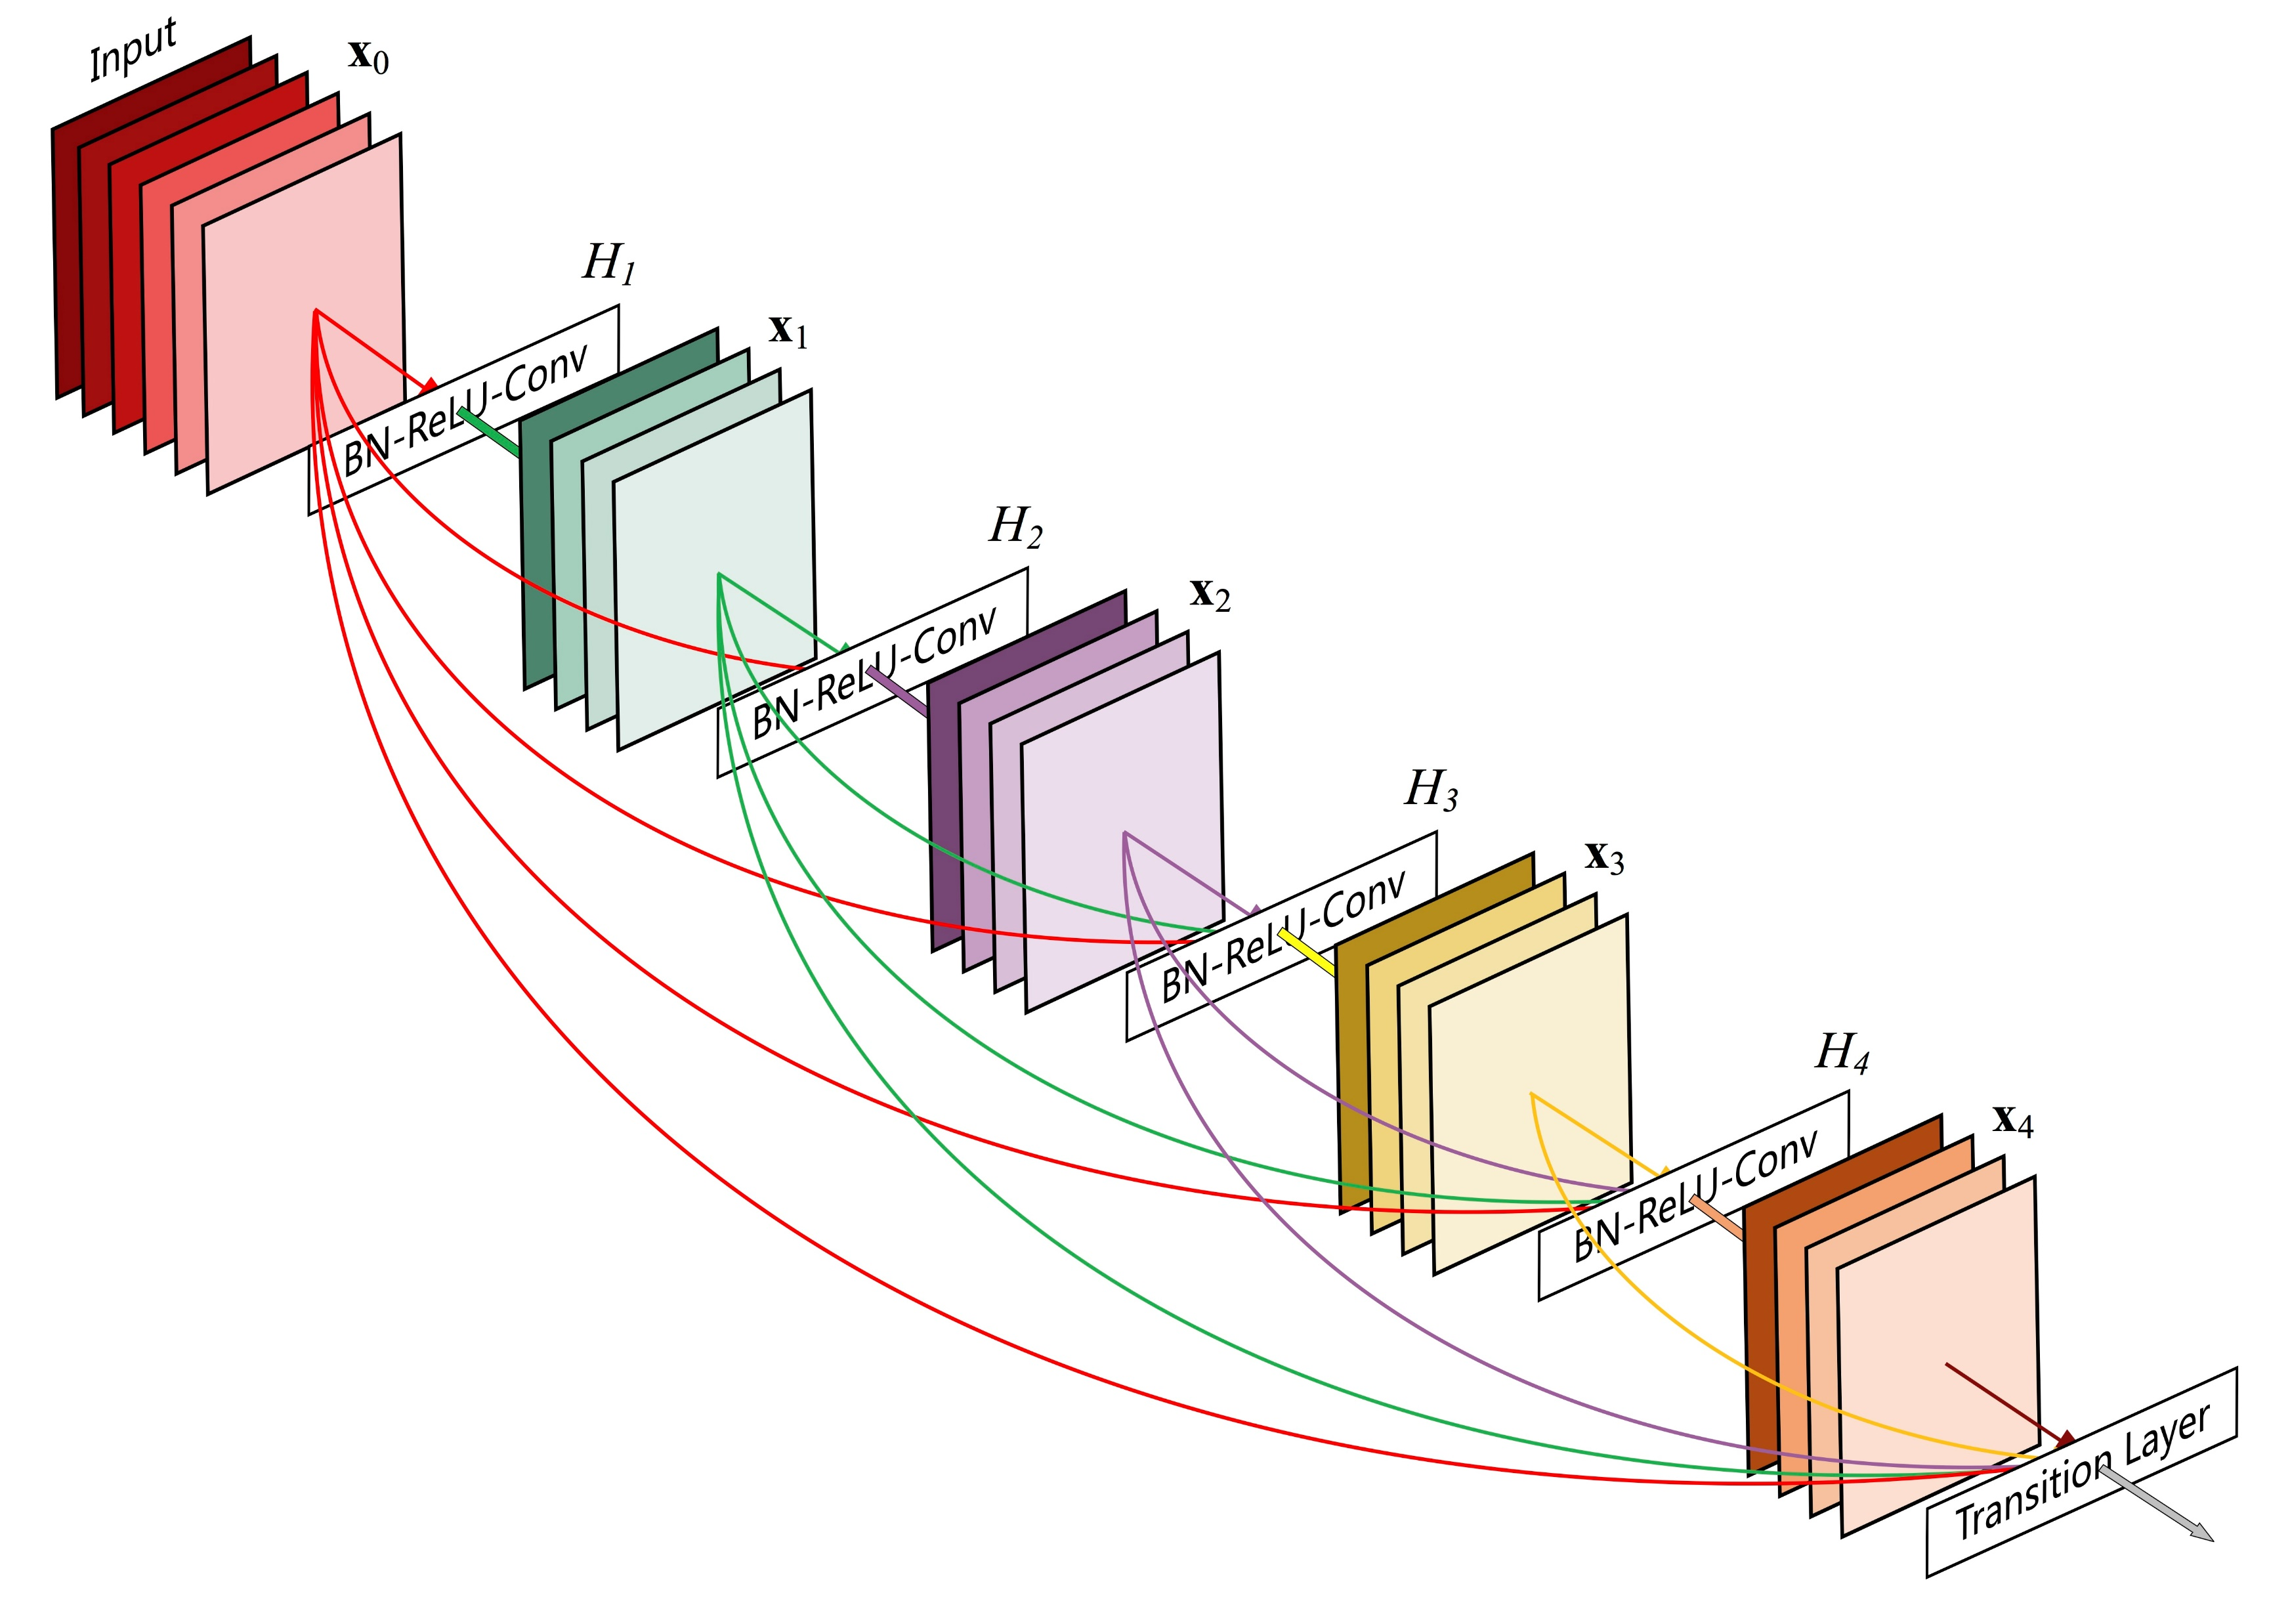 Input
x0
H1
BN-ReLU-Conv
x1
H2
BN-ReLU-Conv
x2
H3
BN-ReLU-Conv
x3
H4
BN-ReLU-Conv
x4
Transition Layer